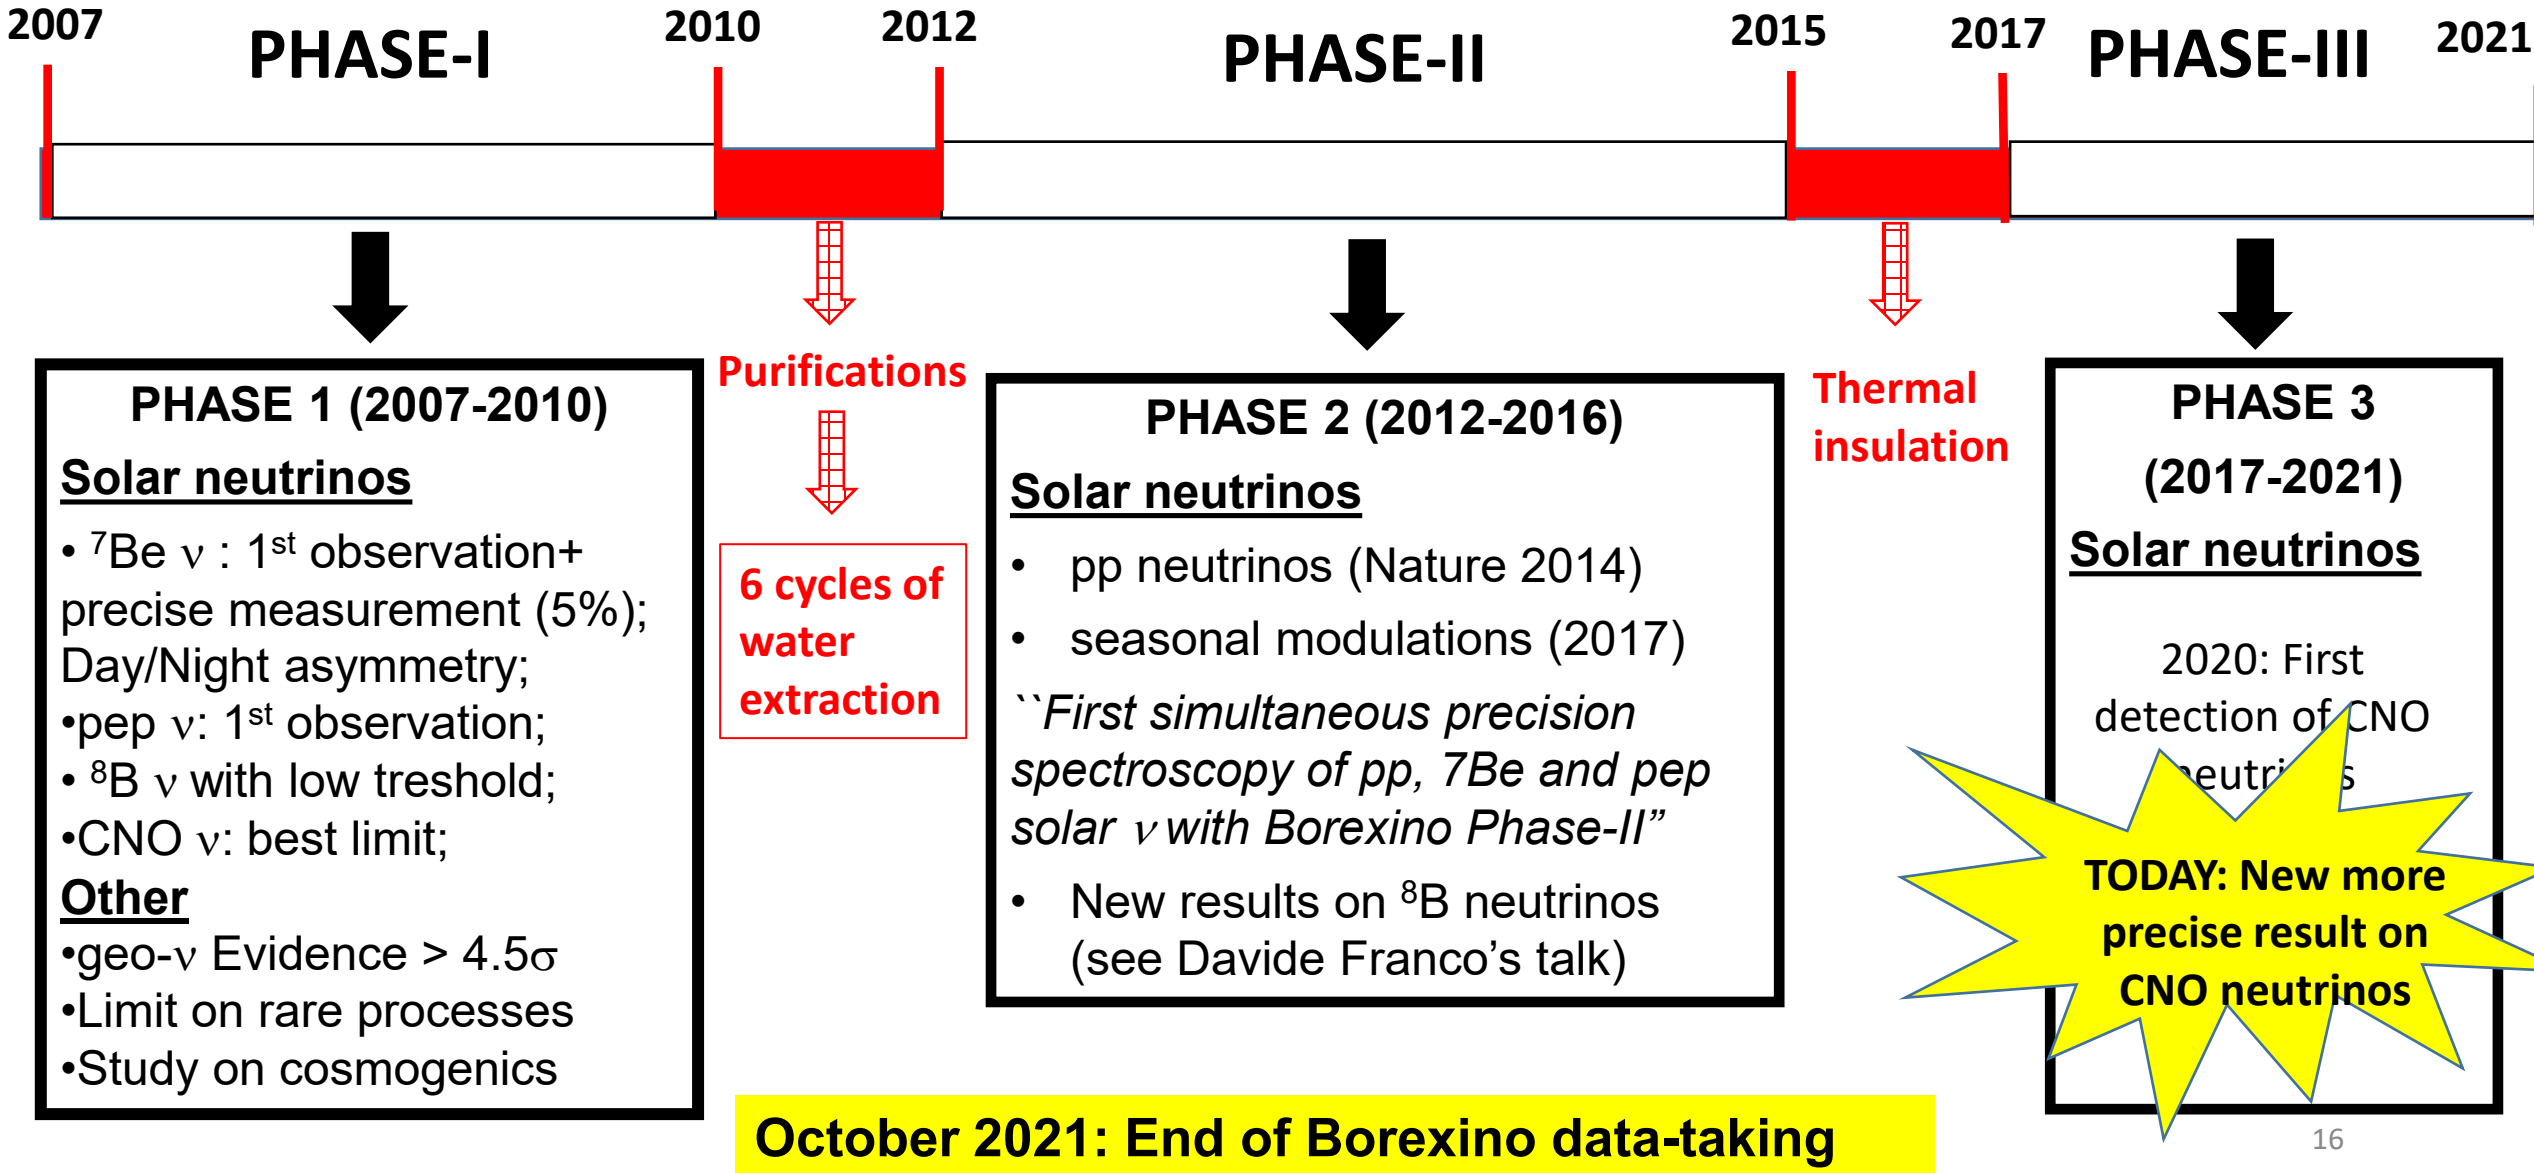 2007
PHASE-I
2010
2012
PHASE-II
2015
2017
PHASE-III
2021
PHASE 1 (2007-2010)
Solar neutrinos
• ⁷Be ν : 1ˢᵗ observation+
precise measurement (5%);
Day/Night asymmetry;
•pep ν: 1ˢᵗ observation;
• ⁸B ν with low treshold;
•CNO ν: best limit;
Other
•geo-ν Evidence > 4.5σ
•Limit on rare processes
•Study on cosmogenics
Purifications
6 cycles of
water
extraction
PHASE 2 (2012-2016)
Solar neutrinos
• pp neutrinos (Nature 2014)
• seasonal modulations (2017)
``First simultaneous precision
spectroscopy of pp, 7Be and pep
solar ν with Borexino Phase-II”
• New results on ⁸B neutrinos
(see Davide Franco’s talk)
Thermal
insulation
PHASE 3
(2017-2021)
Solar neutrinos
2020: First
detection of CNO
neutrinos
TODAY: New more
precise result on
CNO neutrinos
October 2021: End of Borexino data-taking
16